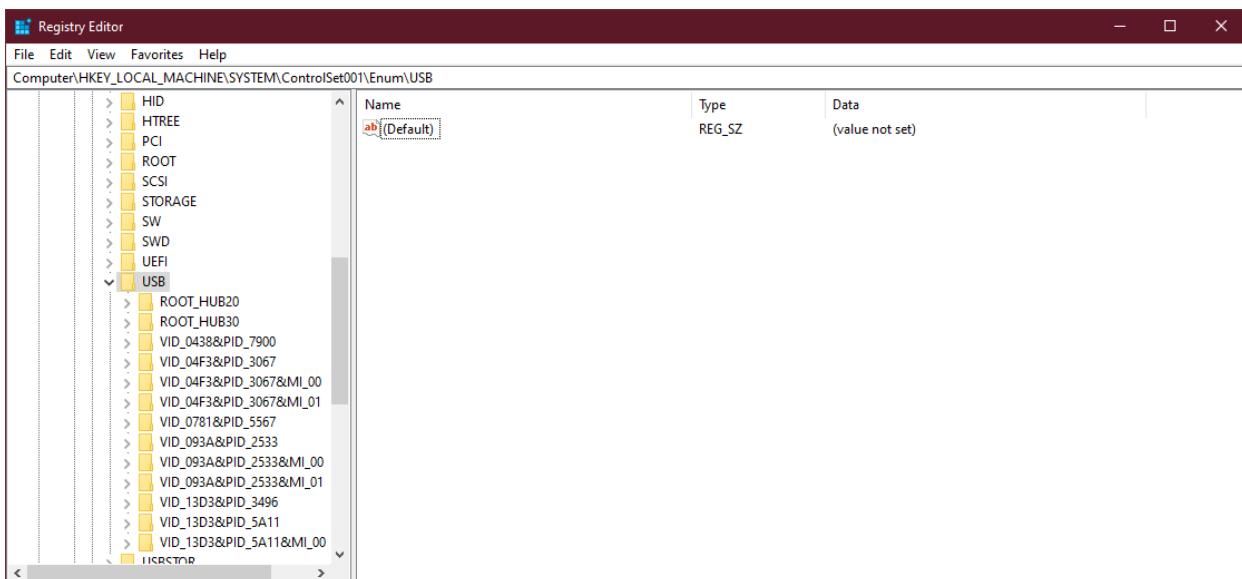 Registry Editor
File Edit View Favorites Help
Computer\HKEY_LOCAL_MACHINE\SYSTEM\ControlSet001\Enum\USB
HID
HTREE
PCI
ROOT
SCSI
STORAGE
SW
SWD
UEFI
USB
ROOT_HUB20
ROOT_HUB30
VID_0438&PID_7900
VID_04F3&PID_3067
VID_04F3&PID_3067&MI_00
VID_04F3&PID_3067&MI_01
VID_0781&PID_5567
VID_093A&PID_2533
VID_093A&PID_2533&MI_00
VID_093A&PID_2533&MI_01
VID_13D3&PID_3496
VID_13D3&PID_5A11
VID_13D3&PID_5A11&MI_00
USBSTOR
Name Type Data
ab (Default) REG_SZ (value not set)